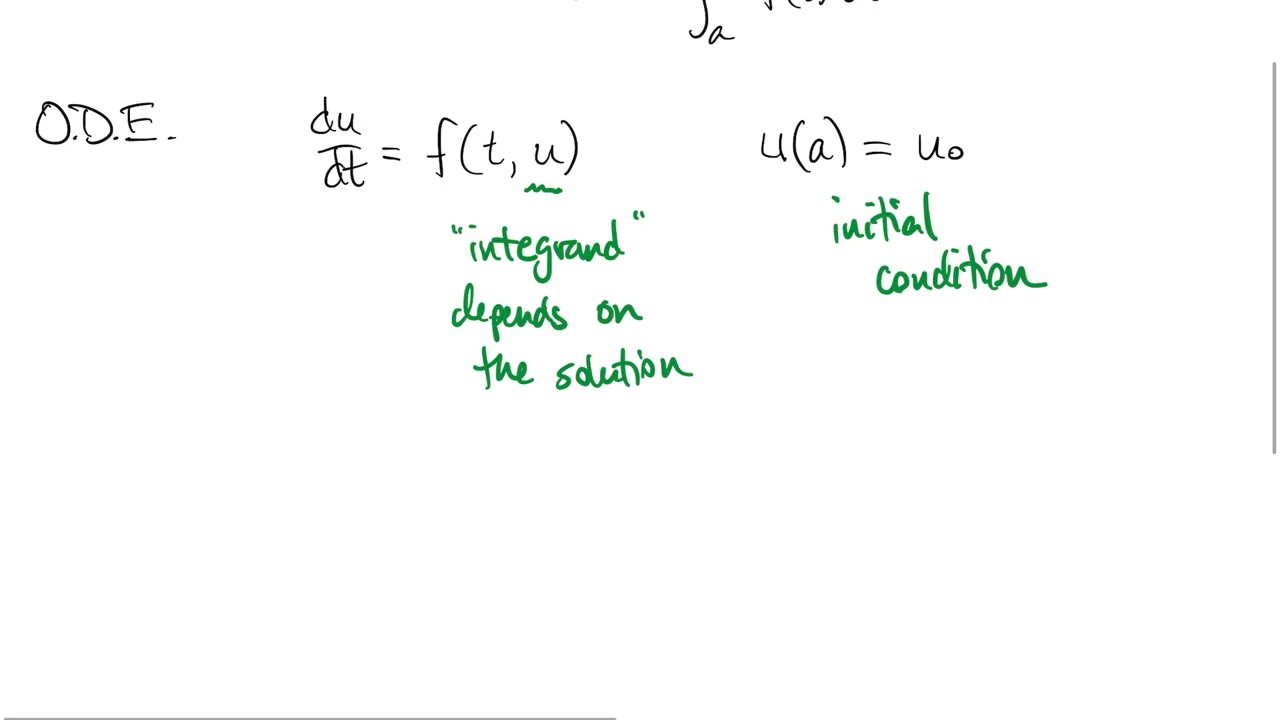 ∫a
O.D.E. du/dt = f(t, u) u(a) = u₀
"integrand" initial
depends on condition
the solution